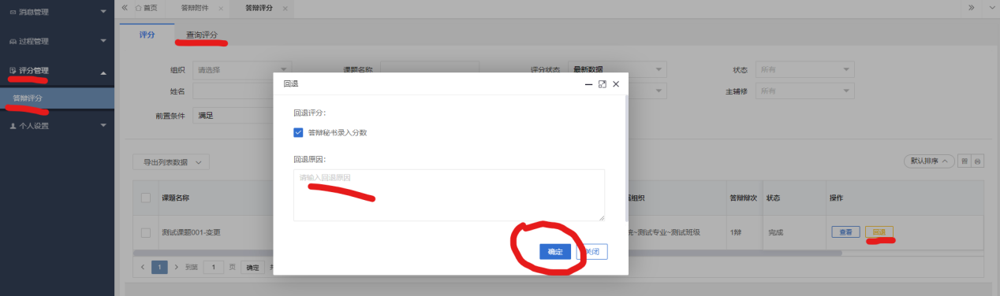 消息管理
过程管理
评分管理
答辩评分
个人设置
首页 答辩附件 答辩评分
评分 查询评分
组织 请选择 课题名称 评分状态 最新数据 状态 所有
姓名 主辅修 所有
前置条件 满足
回退
回退评分：
答辩秘书录入分数
回退原因：
请输入回退原因
确定 关闭
导出列表数据 默认排序
课题名称 组织 答辩辩次 状态 操作
测试课题001-变更 ~测试专业~测试班级 1辩 完成 查看 回退
1 到第 1 页 确定